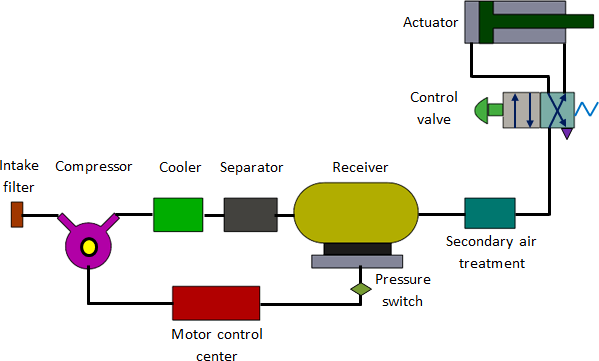 Actuator
Control
valve
Intake
filter
Compressor
Cooler
Separator
Receiver
Secondary air
treatment
Pressure
switch
Motor control
center